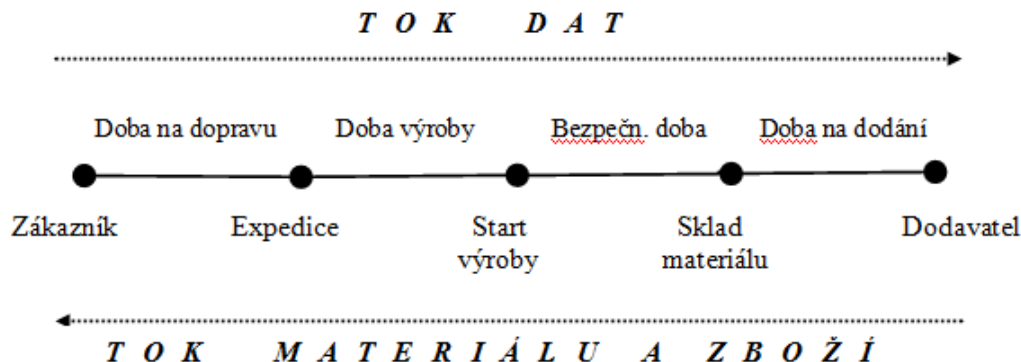 T O K D A T
Doba na dopravu Doba výroby Bezpečn. doba Doba na dodání
Zákazník Expedice Start výroby Sklad materiálu Dodavatel
T O K M A T E R I Á L U A Z B O Ž Í